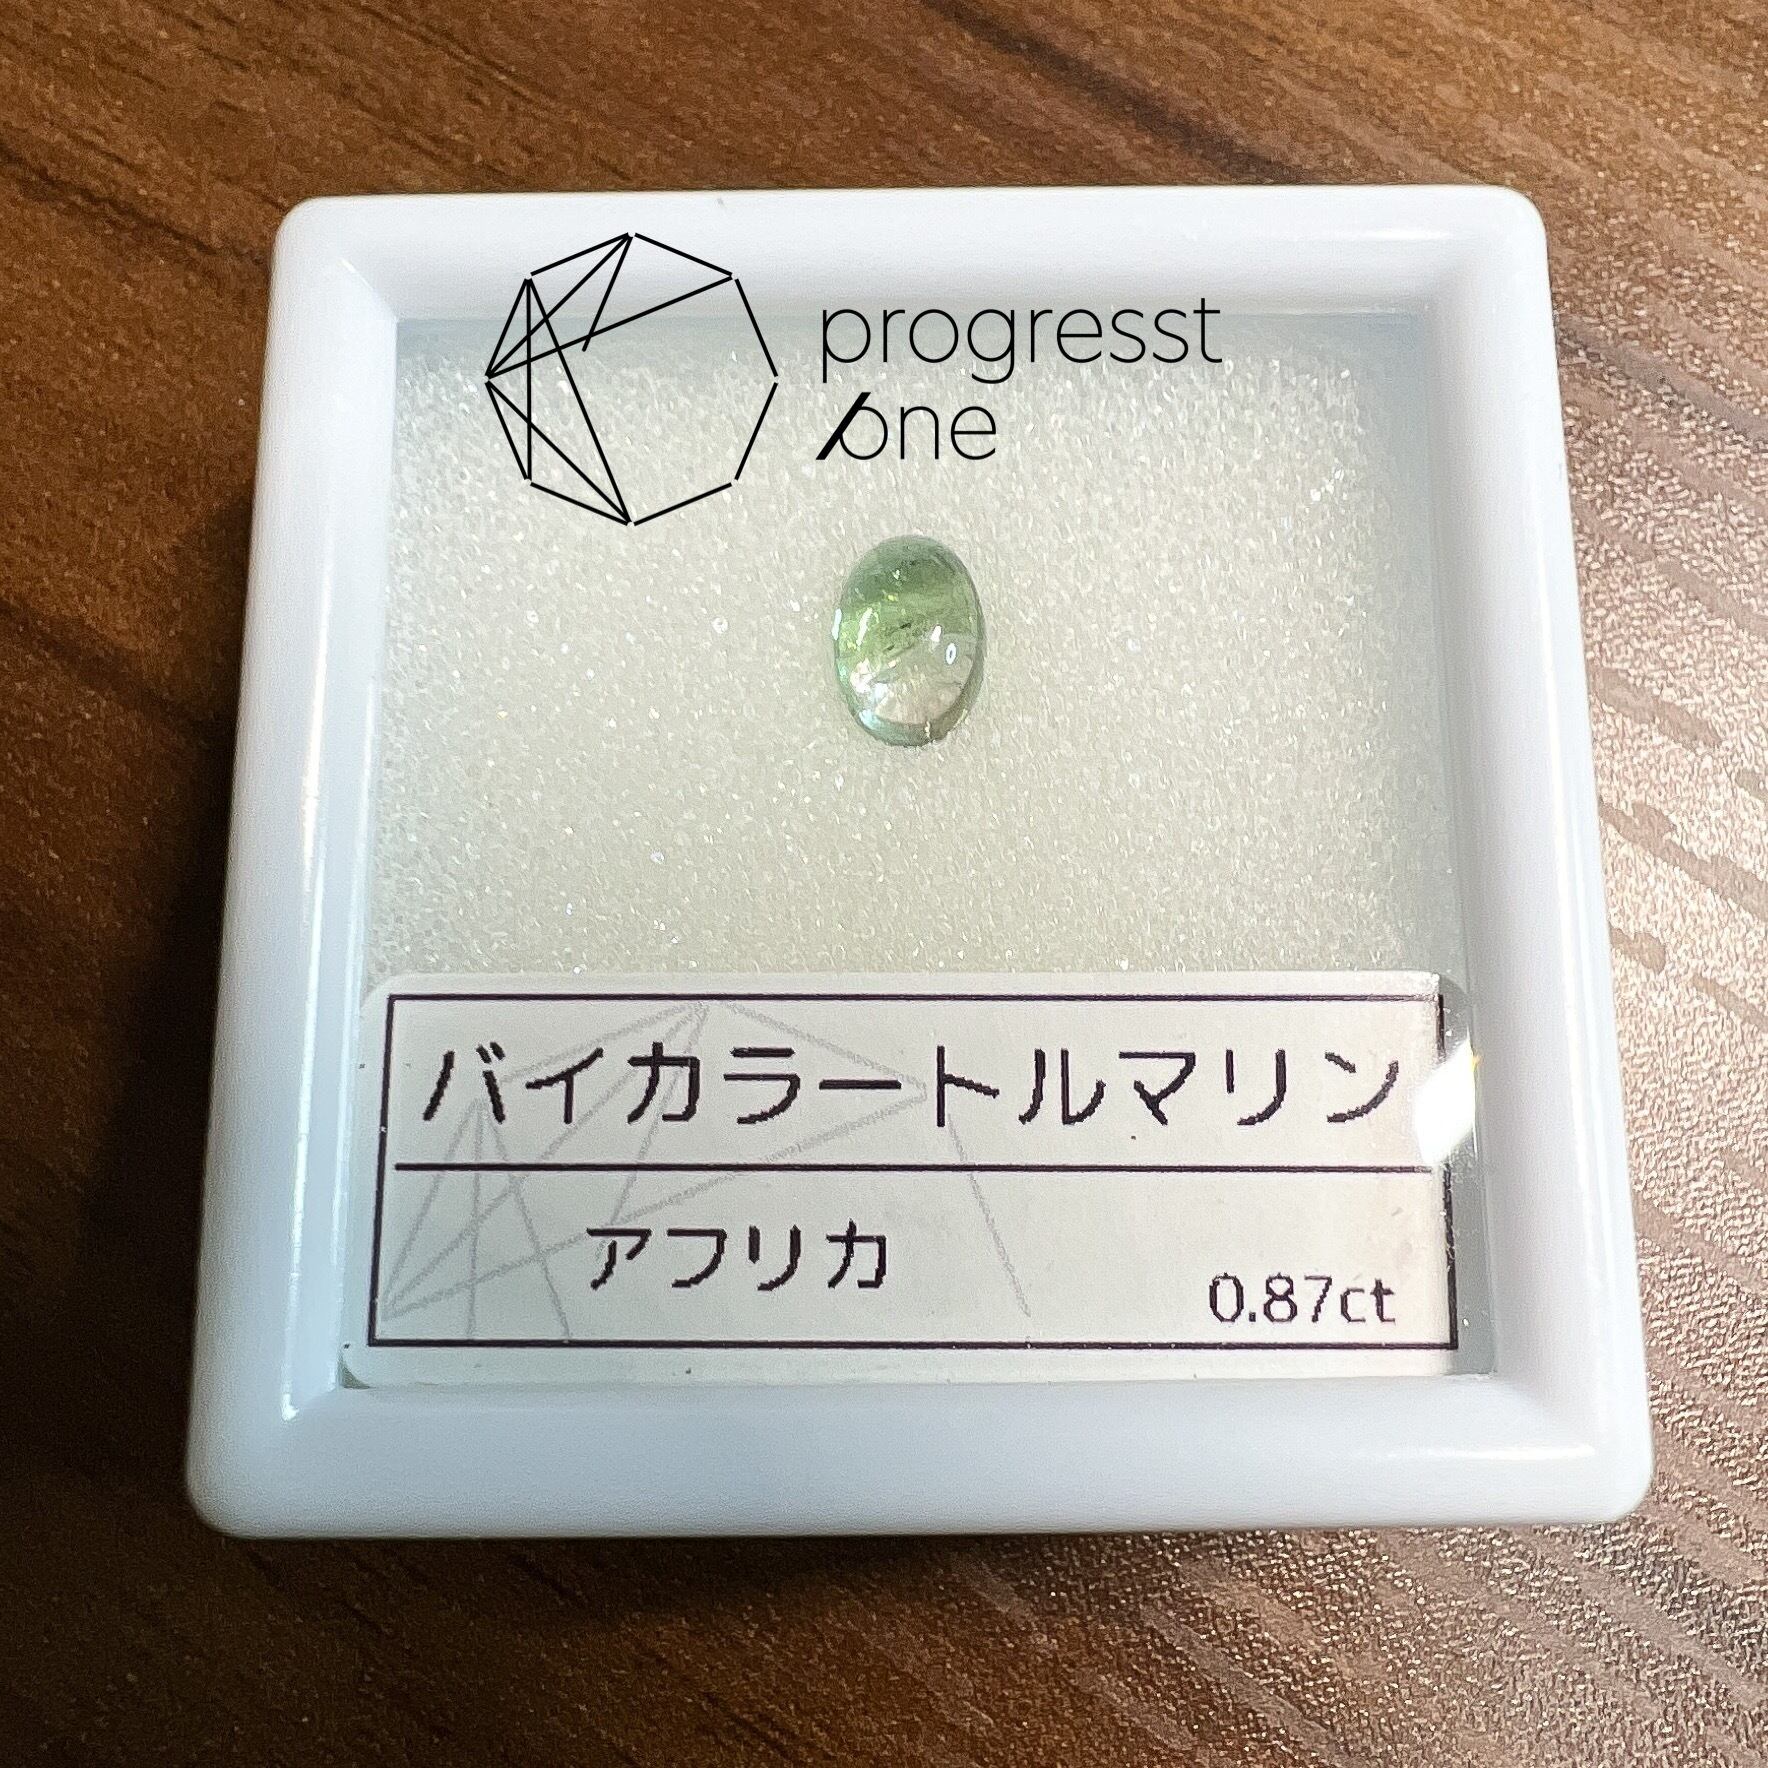 progresst
one
バイカラートルマリン
アフリカ
0.87ct